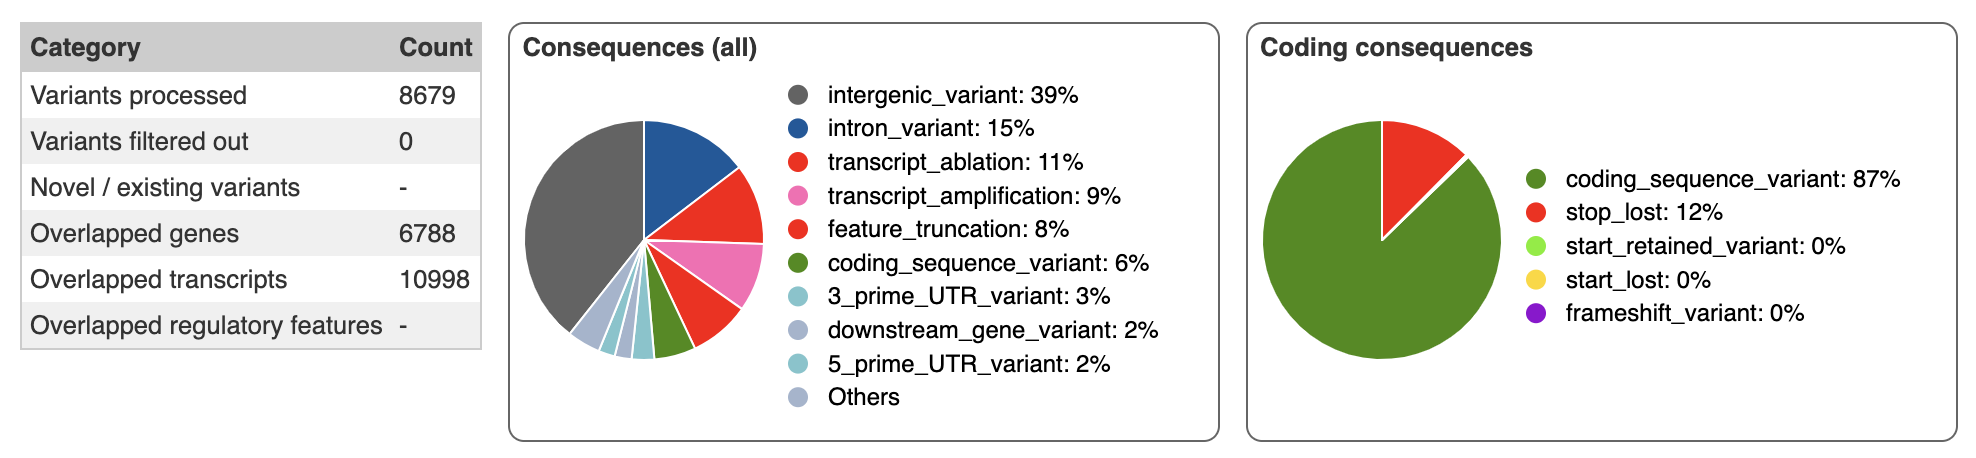 Category Count
Variants processed 8679
Variants filtered out 0
Novel / existing variants -
Overlapped genes 6788
Overlapped transcripts 10998
Overlapped regulatory features -
Consequences (all)
intergenic_variant: 39%
intron_variant: 15%
transcript_ablation: 11%
transcript_amplification: 9%
feature_truncation: 8%
coding_sequence_variant: 6%
3_prime_UTR_variant: 3%
downstream_gene_variant: 2%
5_prime_UTR_variant: 2%
Others
Coding consequences
coding_sequence_variant: 87%
stop_lost: 12%
start_retained_variant: 0%
start_lost: 0%
frameshift_variant: 0%